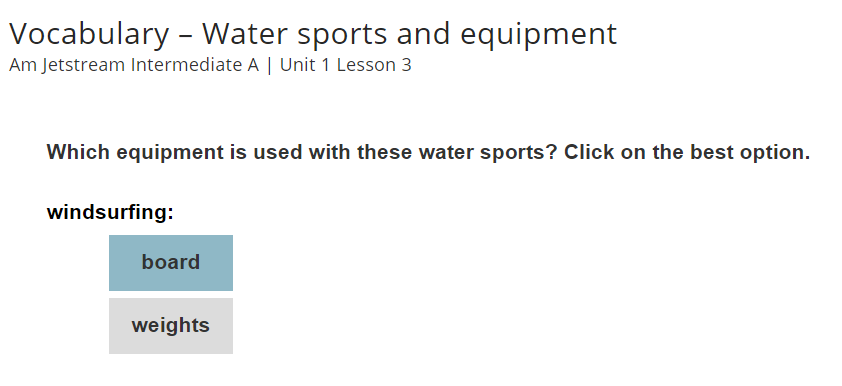 Vocabulary – Water sports and equipment
Am Jetstream Intermediate A | Unit 1 Lesson 3
Which equipment is used with these water sports? Click on the best option.
windsurfing:
board
weights